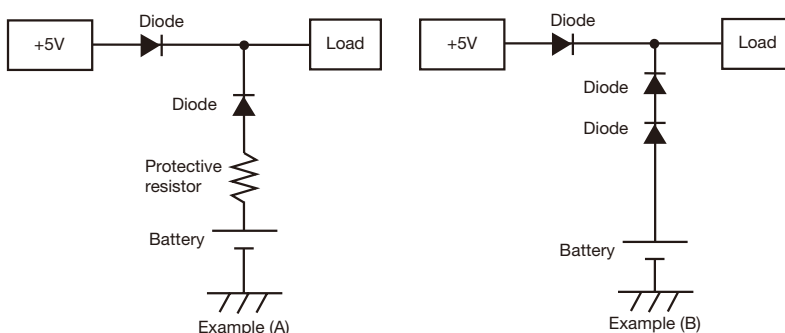 Diode
+5V
Load
Diode
Protective
resistor
Battery
Example (A)
Diode
+5V
Load
Diode
Diode
Battery
Example (B)